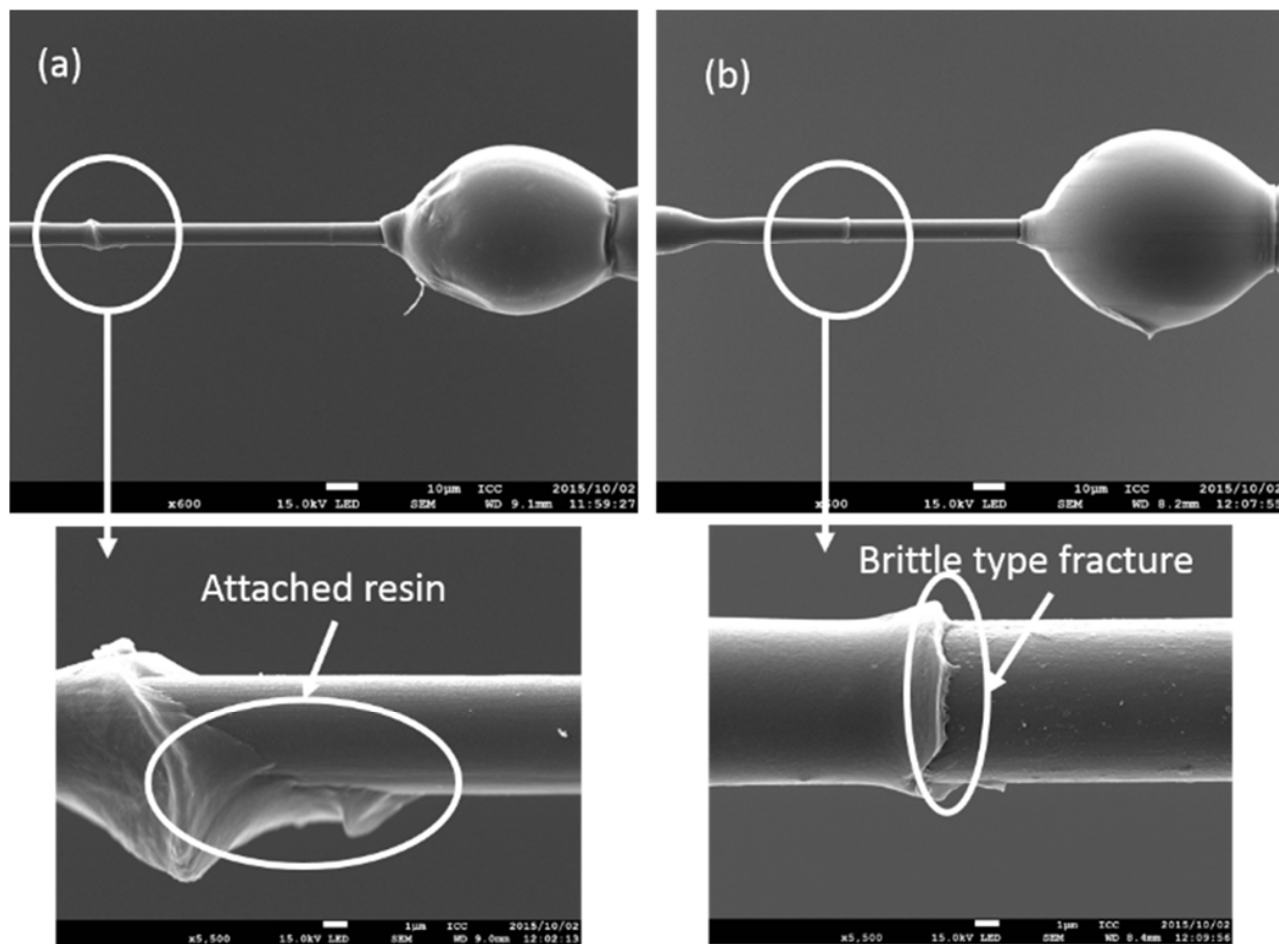 (a)
(b)
10μm ICC 2015/10/02
x600 15.0kV LED SEM WD 9.1mm 11:59:27
10μm ICC 2015/10/02
15.0kV LED SEM WD 8.2mm
Attached resin
Brittle type fracture
1μm ICC 2015/10/02
x5,500 15.0kV LED SEM WD 9.0mm 12:02:13
1μm ICC 2015/10/02
x5,500 15.0kV LED SEM WD 8.4mm 12:09:56